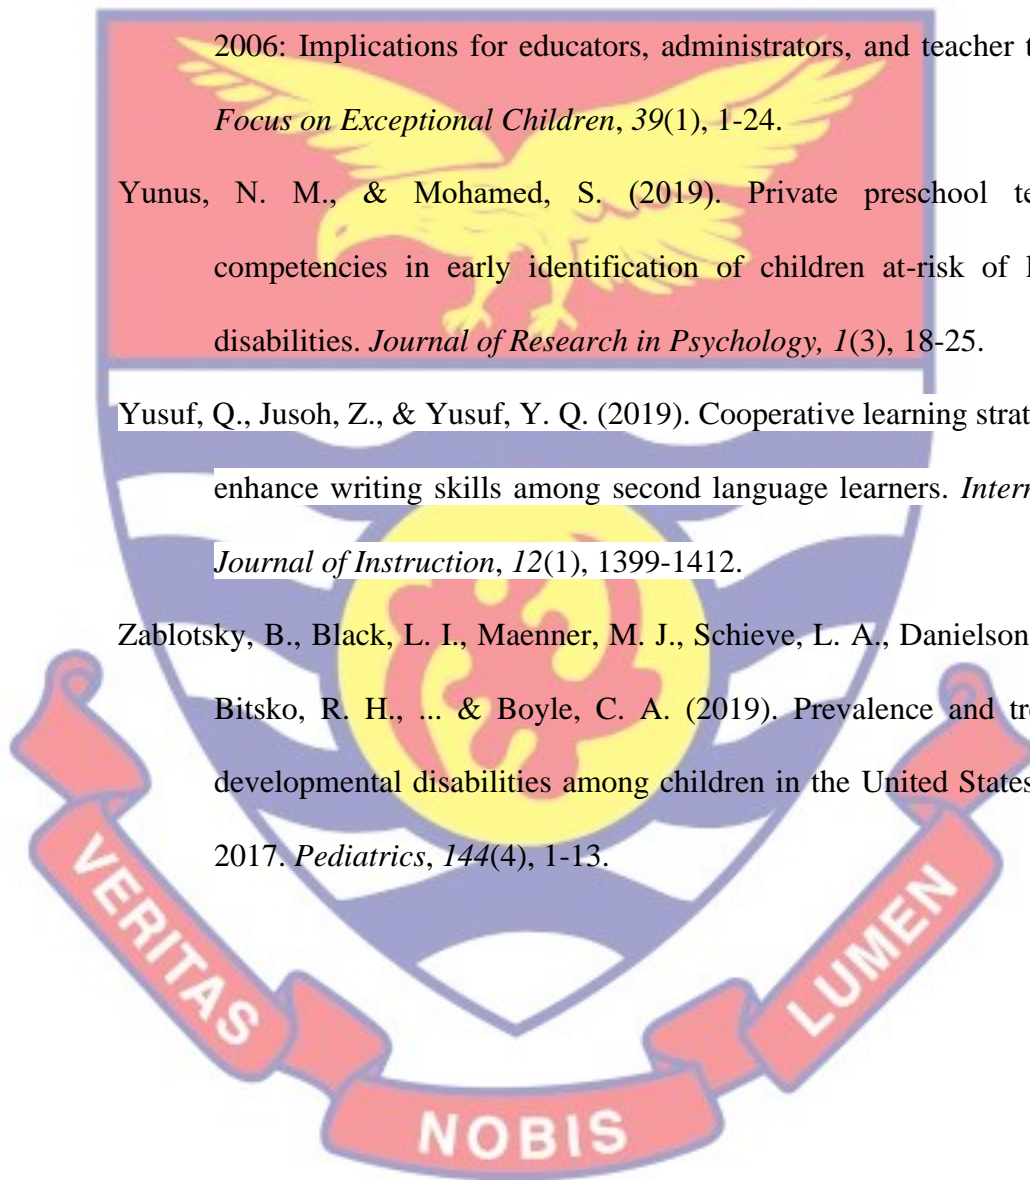 2006: Implications for educators, administrators, and teacher t
Focus on Exceptional Children, 39(1), 1-24.
Yunus, N. M., & Mohamed, S. (2019). Private preschool te
competencies in early identification of children at-risk of l
disabilities. Journal of Research in Psychology, 1(3), 18-25.
Yusuf, Q., Jusoh, Z., & Yusuf, Y. Q. (2019). Cooperative learning strat
enhance writing skills among second language learners. Intern
Journal of Instruction, 12(1), 1399-1412.
Zablotsky, B., Black, L. I., Maenner, M. J., Schieve, L. A., Danielson
Bitsko, R. H., ... & Boyle, C. A. (2019). Prevalence and tr
developmental disabilities among children in the United States
2017. Pediatrics, 144(4), 1-13.
VERITAS
NOBIS
LUMEN